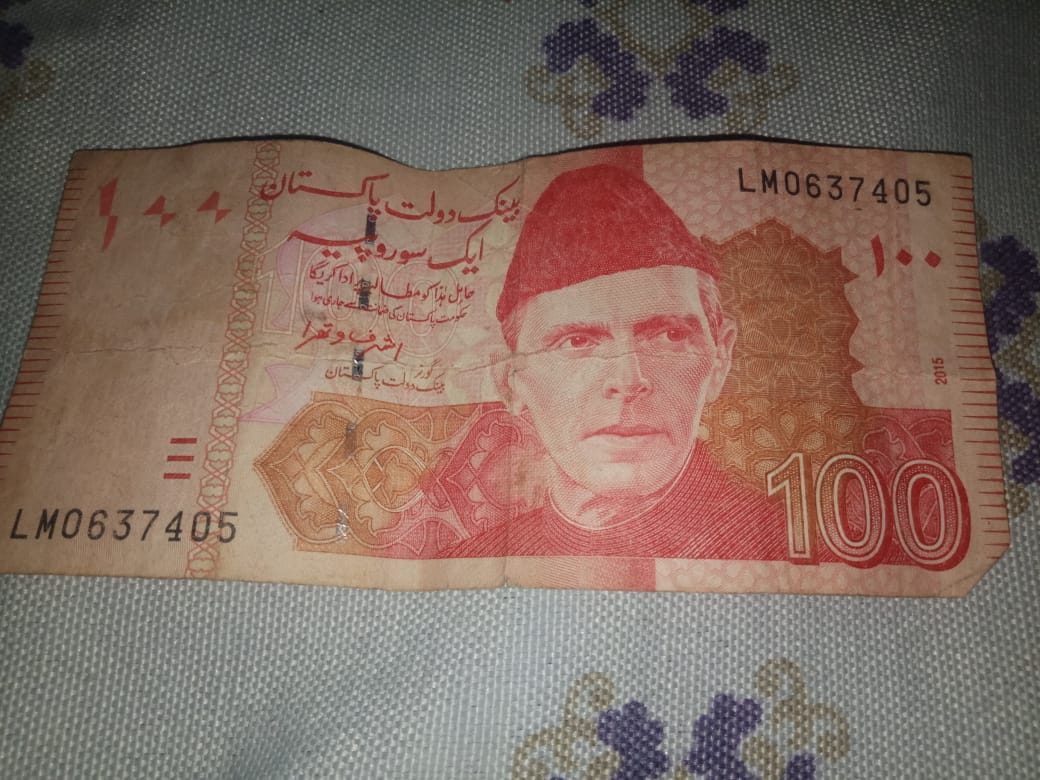 LM0637405
۱۰۰
بینک دولت پاکستان
ایک سو روپیہ
۱۰۰
حامل ہٰذا کو مطالبہ پر ادا کریگا
حکومت پاکستان کی ضمانت سے جاری ہوا
اشرف وتھرا
گورنر
بینک دولت پاکستان
2015
100
LM0637405